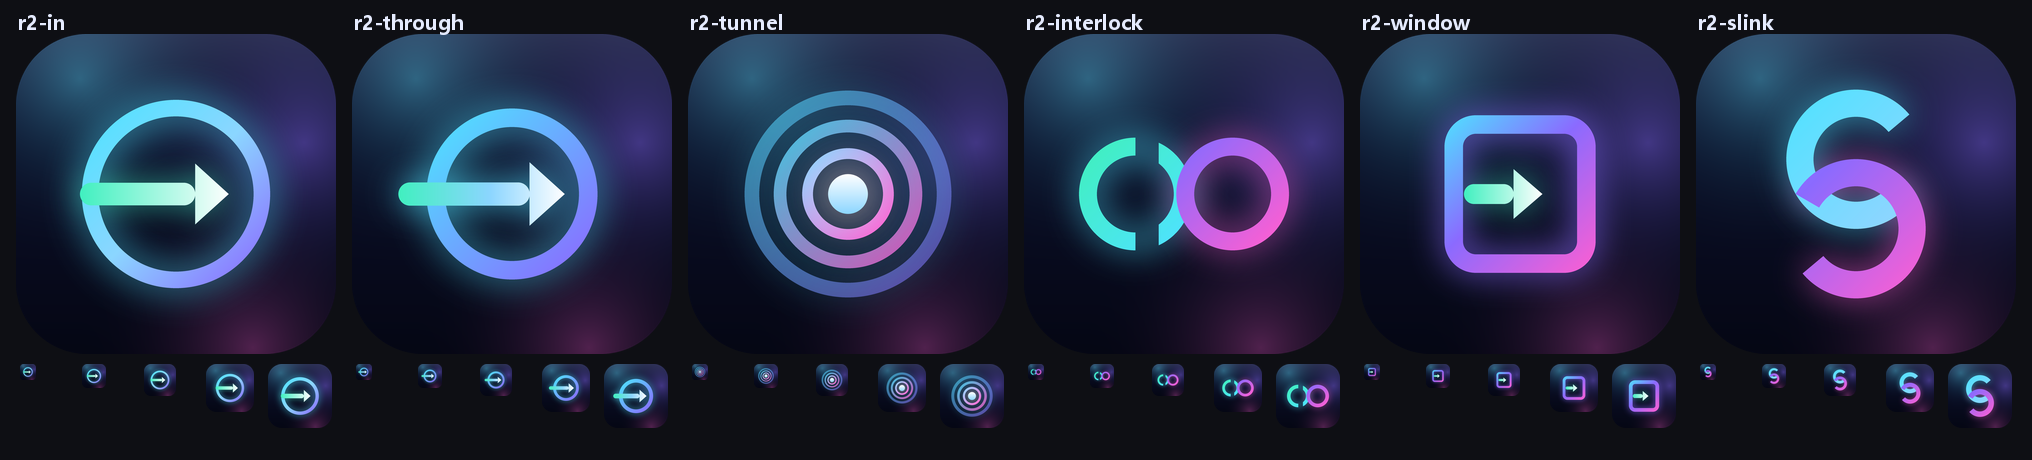 r2-in
r2-through
r2-tunnel
r2-interlock
r2-window
r2-slink